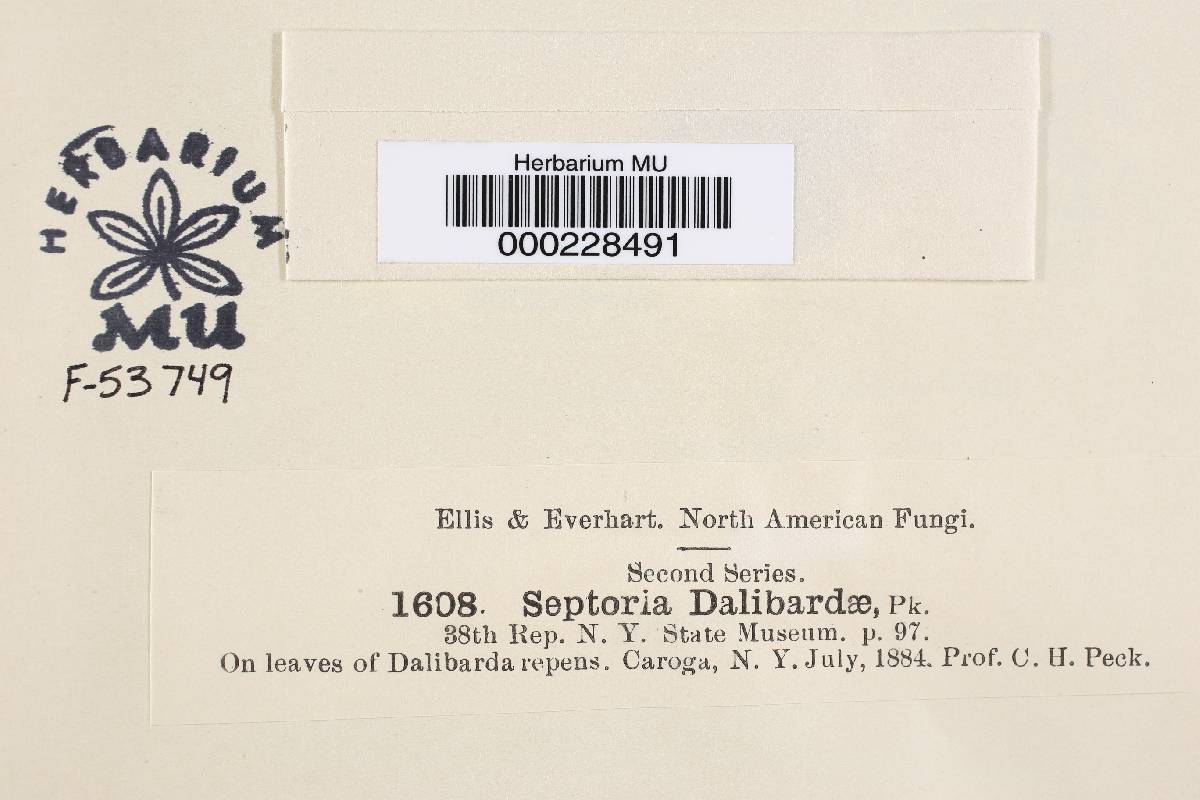 Herbarium MU
000228491
HERBARIUM
MU
F-53749
Ellis & Everhart. North American Fungi.
Second Series.
1608. Septoria Dalibardæ, Pk.
38th Rep. N. Y. State Museum. p. 97.
On leaves of Dalibarda repens. Caroga, N. Y. July, 1884. Prof. C. H. Peck.